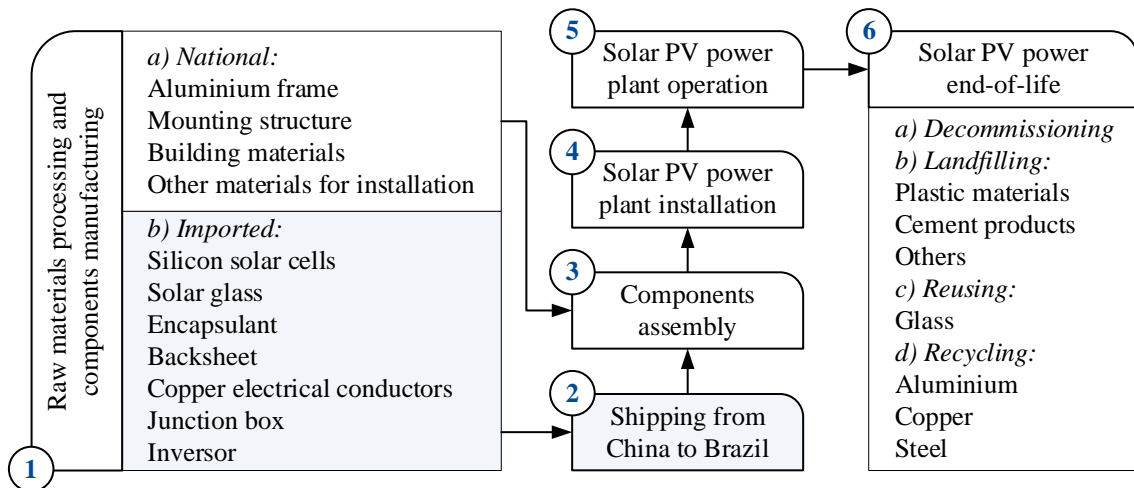 1
Raw materials processing and
components manufacturing
a) National:
Aluminium frame
Mounting structure
Building materials
Other materials for installation
b) Imported:
Silicon solar cells
Solar glass
Encapsulant
Backsheet
Copper electrical conductors
Junction box
Inversor
2
Shipping from
China to Brazil
3
Components
assembly
4
Solar PV power
plant installation
5
Solar PV power
plant operation
6
Solar PV power
end-of-life
a) Decommissioning
b) Landfilling:
Plastic materials
Cement products
Others
c) Reusing:
Glass
d) Recycling:
Aluminium
Copper
Steel